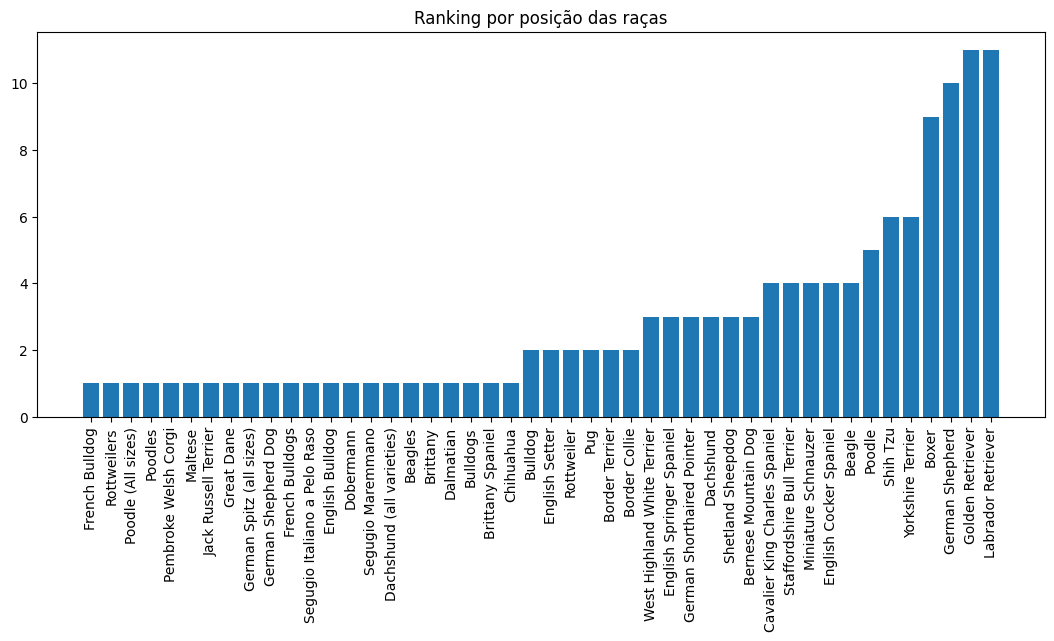 Ranking por posição das raças
10
8
6
4
2
0
French Bulldog
Rottweilers
Poodle (All sizes)
Poodles
Pembroke Welsh Corgi
Maltese
Jack Russell Terrier
Great Dane
German Spitz (all sizes)
German Shepherd Dog
French Bulldogs
Segugio Italiano a Pelo Raso
English Bulldog
Dobermann
Segugio Maremmano
Dachshund (all varieties)
Beagles
Brittany
Dalmatian
Bulldogs
Brittany Spaniel
Chihuahua
Bulldog
English Setter
Rottweiler
Pug
Border Terrier
Border Collie
West Highland White Terrier
English Springer Spaniel
German Shorthaired Pointer
Dachshund
Shetland Sheepdog
Bernese Mountain Dog
Cavalier King Charles Spaniel
Staffordshire Bull Terrier
Miniature Schnauzer
English Cocker Spaniel
Beagle
Poodle
Shih Tzu
Yorkshire Terrier
Boxer
German Shepherd
Golden Retriever
Labrador Retriever